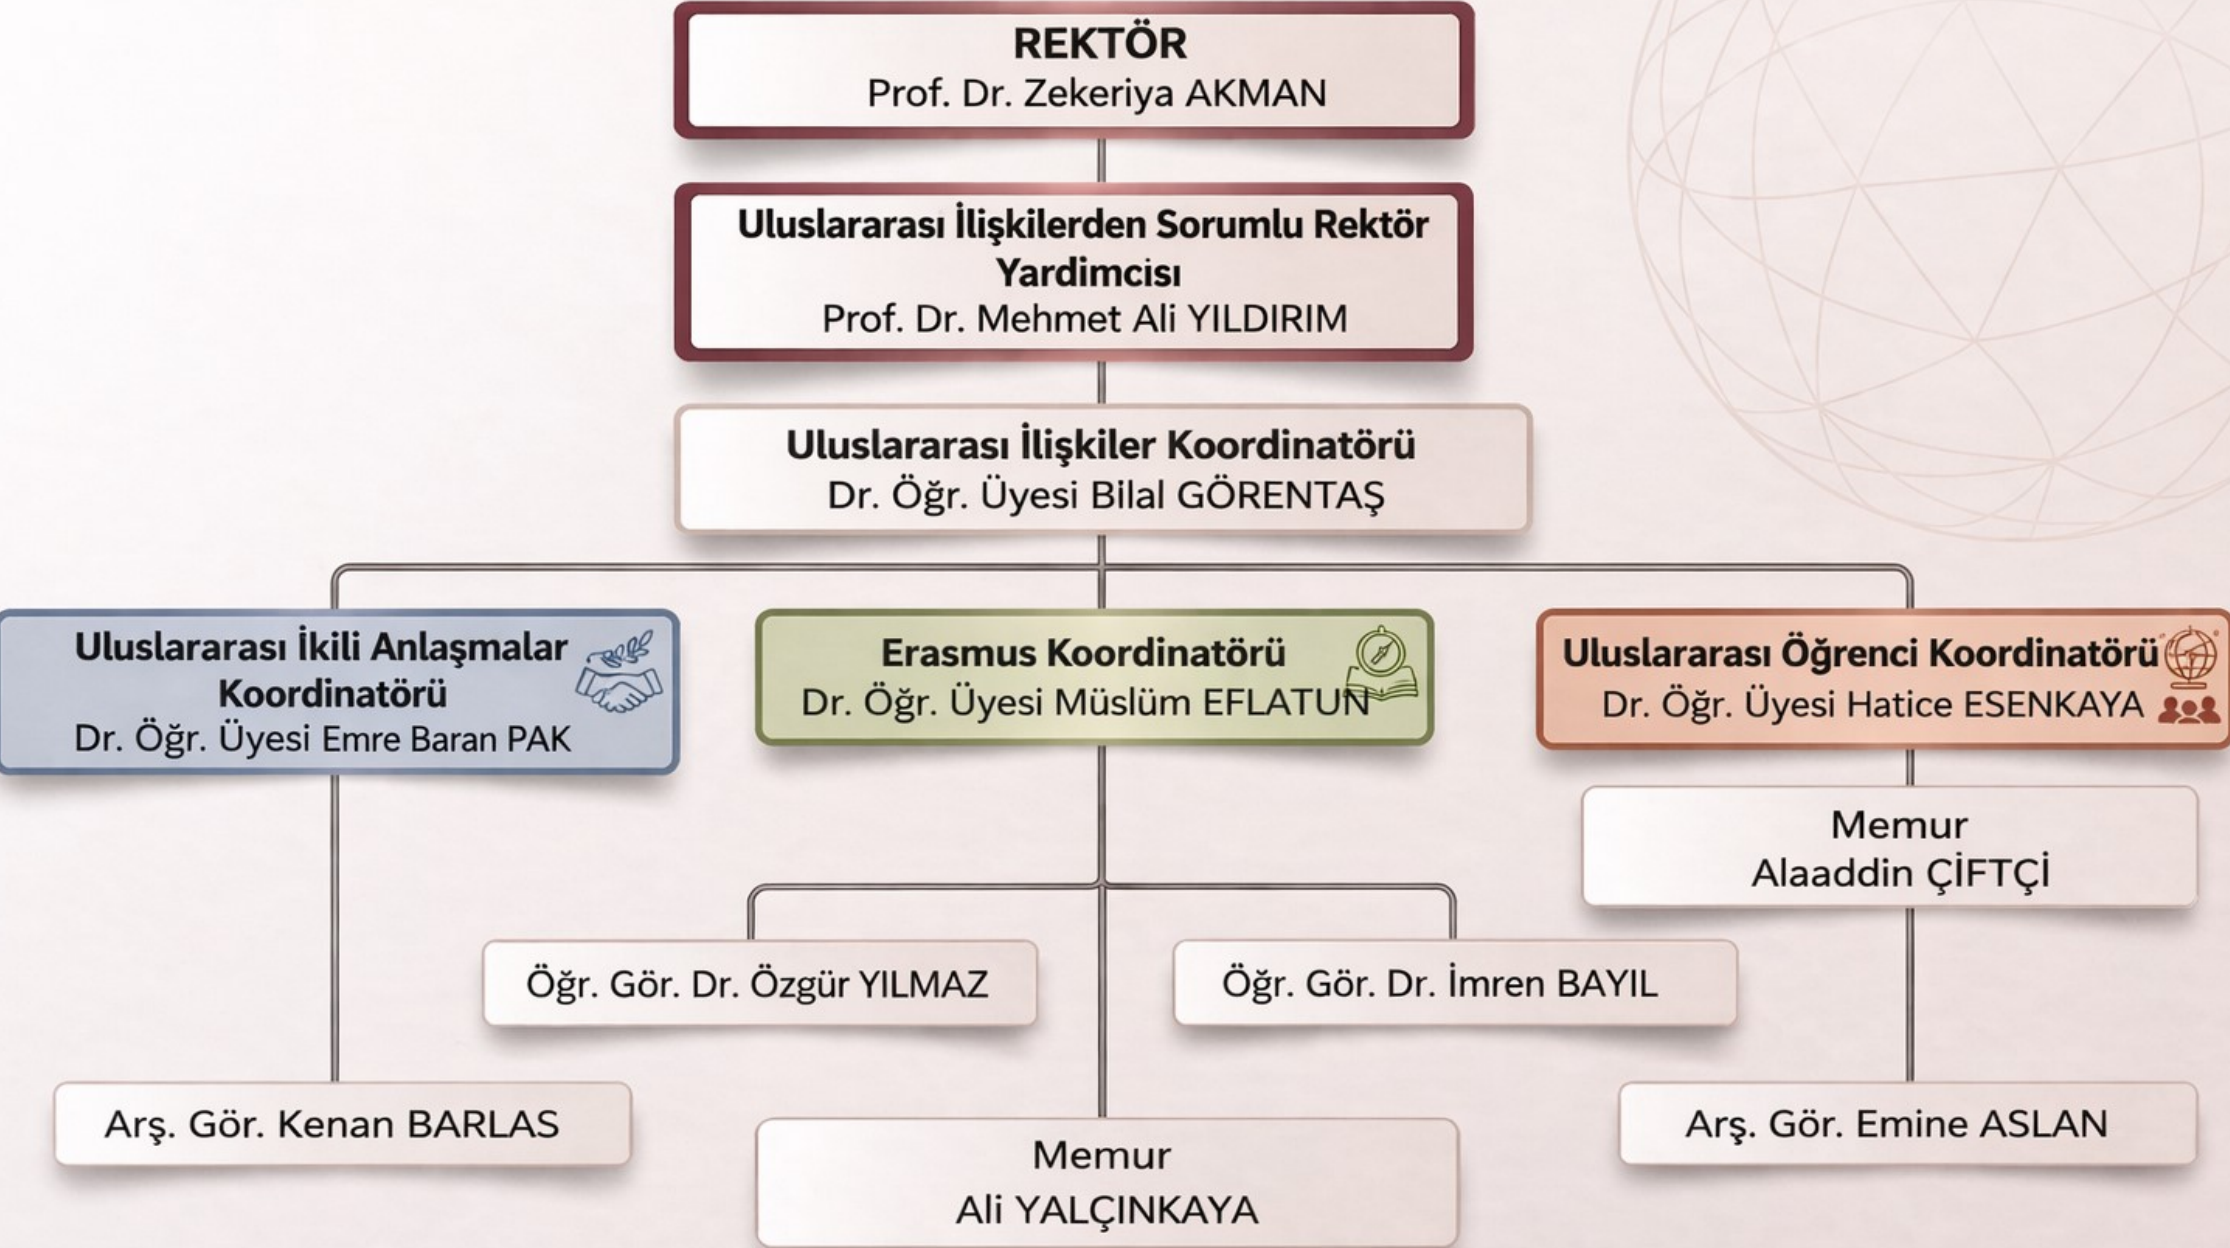 REKTÖR
Prof. Dr. Zekeriya AKMAN
Uluslararası İlişkilerden Sorumlu Rektör
Yardimcisı
Prof. Dr. Mehmet Ali YILDIRIM
Uluslararası İlişkiler Koordinatörü
Dr. Öğr. Üyesi Bilal GÖRENTAŞ
Uluslararası İkili Anlaşmalar
Koordinatörü
Dr. Öğr. Üyesi Emre Baran PAK
Erasmus Koordinatörü
Dr. Öğr. Üyesi Müslüm EFLATUN
Uluslararası Öğrenci Koordinatörü
Dr. Öğr. Üyesi Hatice ESENKAYA
Memur
Alaaddin ÇİFTÇİ
Öğr. Gör. Dr. Özgür YILMAZ
Öğr. Gör. Dr. İmren BAYIL
Arş. Gör. Kenan BARLAS
Arş. Gör. Emine ASLAN
Memur
Ali YALÇINKAYA